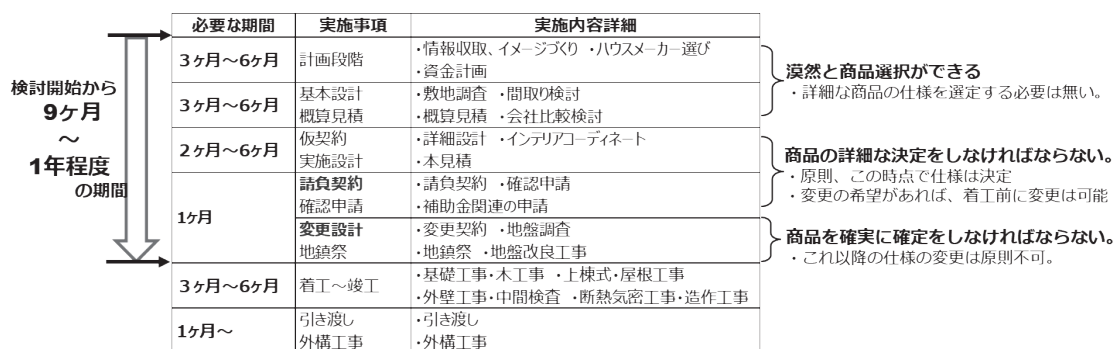 必要な期間 実施事項 実施内容詳細
3ヶ月～6ヶ月 計画段階 ・情報収取、イメージづくり ・ハウスメーカー選び
・資金計画
3ヶ月～6ヶ月 基本設計 ・敷地調査 ・間取り検討
概算見積 ・概算見積 ・会社比較検討
2ヶ月～6ヶ月 仮契約 ・詳細設計 ・インテリアコーディネート
実施設計 ・本見積
1ヶ月 請負契約 ・請負契約 ・確認申請
確認申請 ・補助金関連の申請
変更設計 ・変更契約 ・地盤調査
地鎮祭 ・地鎮祭 ・地盤改良工事
3ヶ月～6ヶ月 着工～竣工 ・基礎工事・木工事 ・上棟式・屋根工事
・外壁工事・中間検査 ・断熱気密工事・造作工事
1ヶ月～ 引き渡し ・引き渡し
外構工事 ・外構工事
検討開始から
9ヶ月
～
1年程度
の期間
漠然と商品選択ができる
・詳細な商品の仕様を選定する必要は無い。
商品の詳細な決定をしなければならない。
・原則、この時点で仕様は決定
・変更の希望があれば、着工前に変更は可能
商品を確実に確定をしなければならない。
・これ以降の仕様の変更は原則不可。